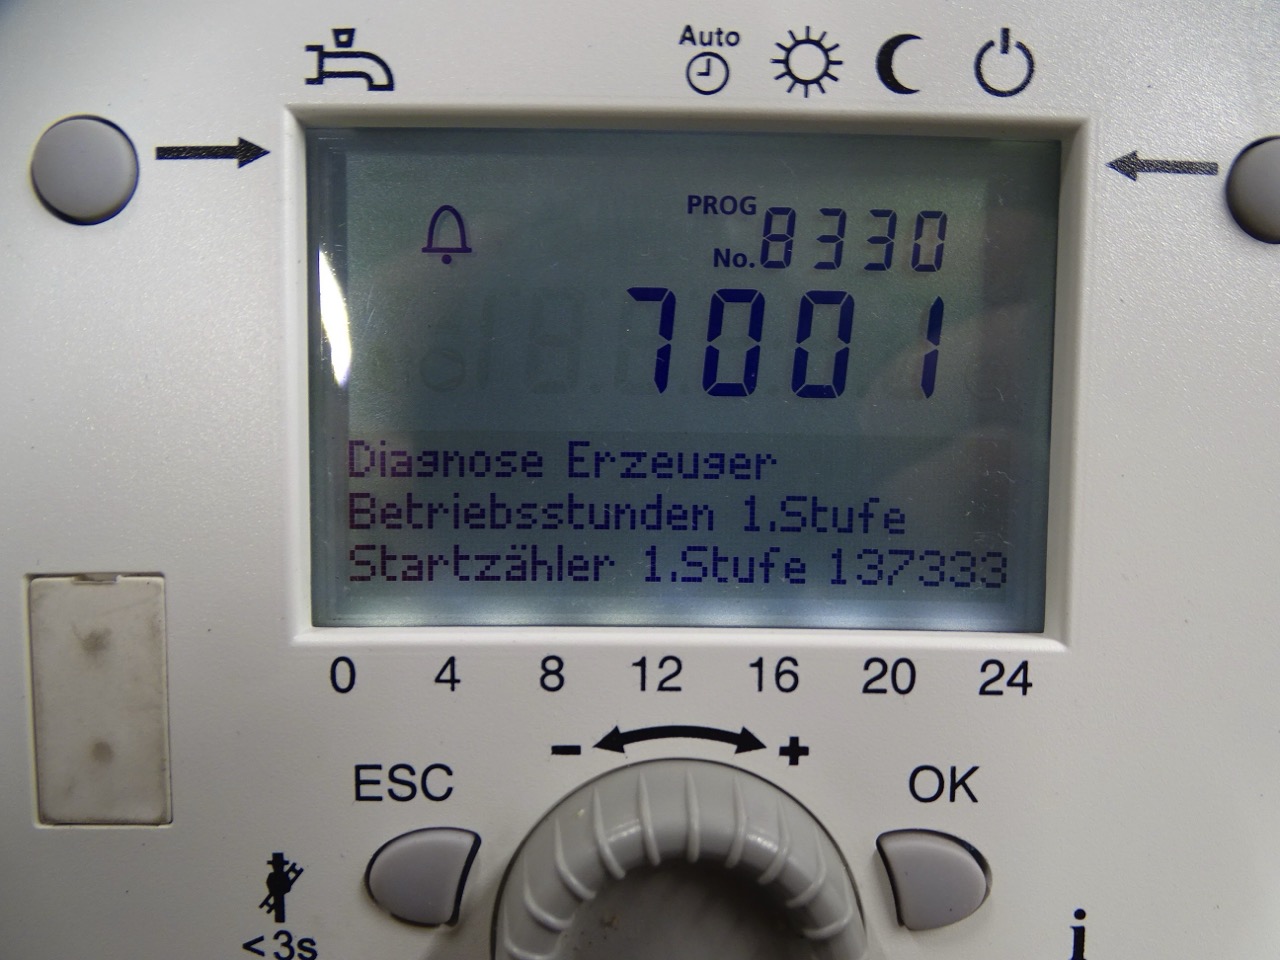 Auto
PROG
No. 8330
7001
Diagnose Erzeuger
Betriebsstunden 1.Stufe
Startzähler 1.Stufe 137333
0 4 8 12 16 20 24
- +
ESC OK
<3s
i